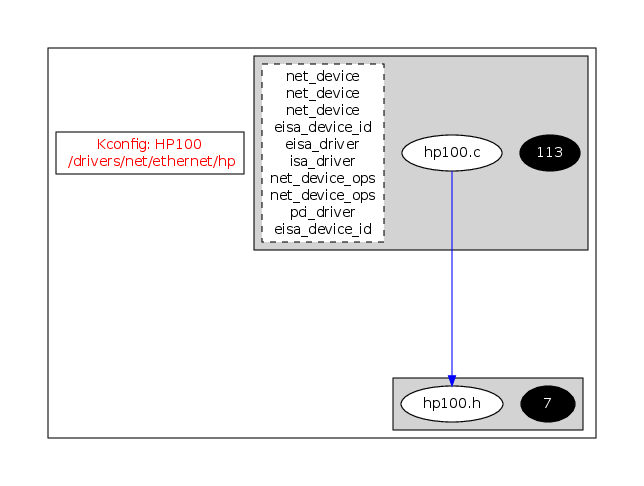 Kconfig: HP100
/drivers/net/ethernet/hp
net_device
net_device
net_device
eisa_device_id
eisa_driver
isa_driver
net_device_ops
net_device_ops
pci_driver
eisa_device_id
hp100.c
113
hp100.h
7